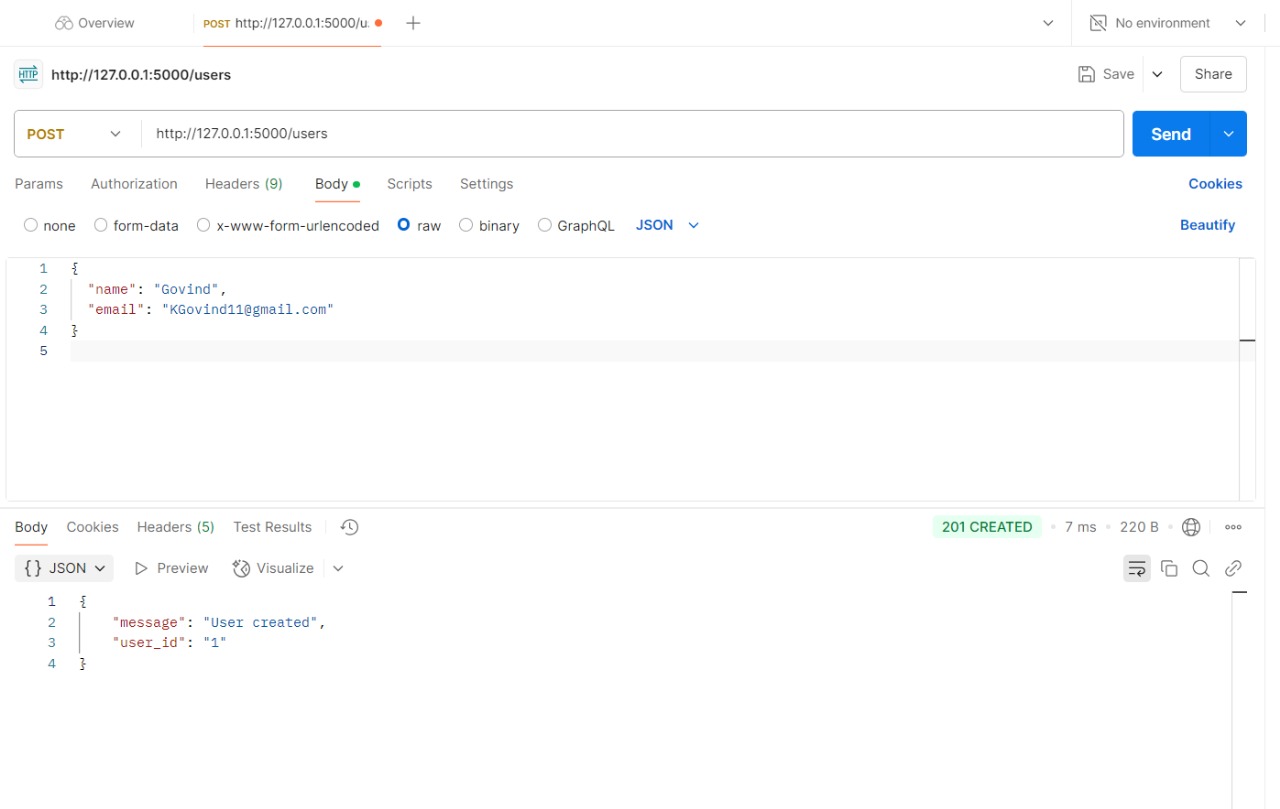 Overview POST http://127.0.0.1:5000/u. No environment
HTTP http://127.0.0.1:5000/users Save Share
POST http://127.0.0.1:5000/users Send
Params Authorization Headers (9) Body Scripts Settings Cookies
none form-data x-www-form-urlencoded raw binary GraphQL JSON Beautify
1 {
2 "name": "Govind",
3 "email": "KGovind11@gmail.com"
4 }
5
Body Cookies Headers (5) Test Results 201 CREATED 7 ms 220 B
{} JSON Preview Visualize
1 {
2 "message": "User created",
3 "user_id": "1"
4 }